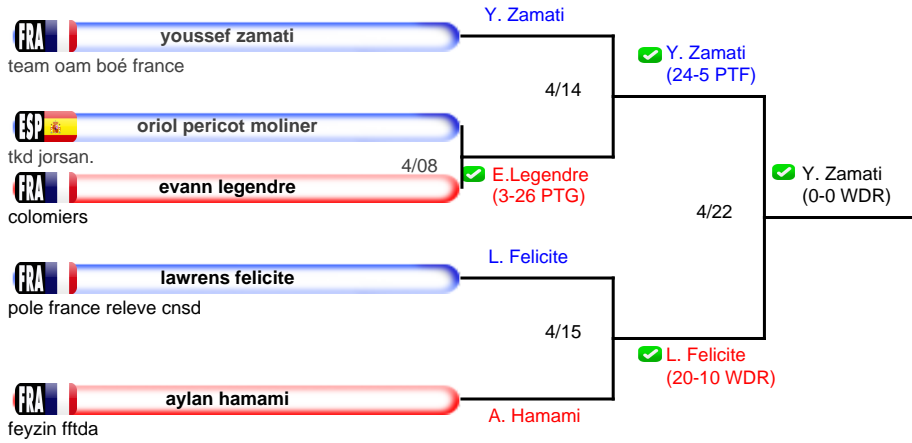 FRA youssef zamati
team oam boé france
Y. Zamati
4/14
Y. Zamati
(24-5 PTF)
ESP oriol pericot moliner
tkd jorsan.
4/08
FRA evann legendre
colomiers
E.Legendre
(3-26 PTG)
Y. Zamati
(0-0 WDR)
4/22
FRA lawrens felicite
pole france releve cnsd
L. Felicite
4/15
L. Felicite
(20-10 WDR)
FRA aylan hamami
feyzin fftda
A. Hamami